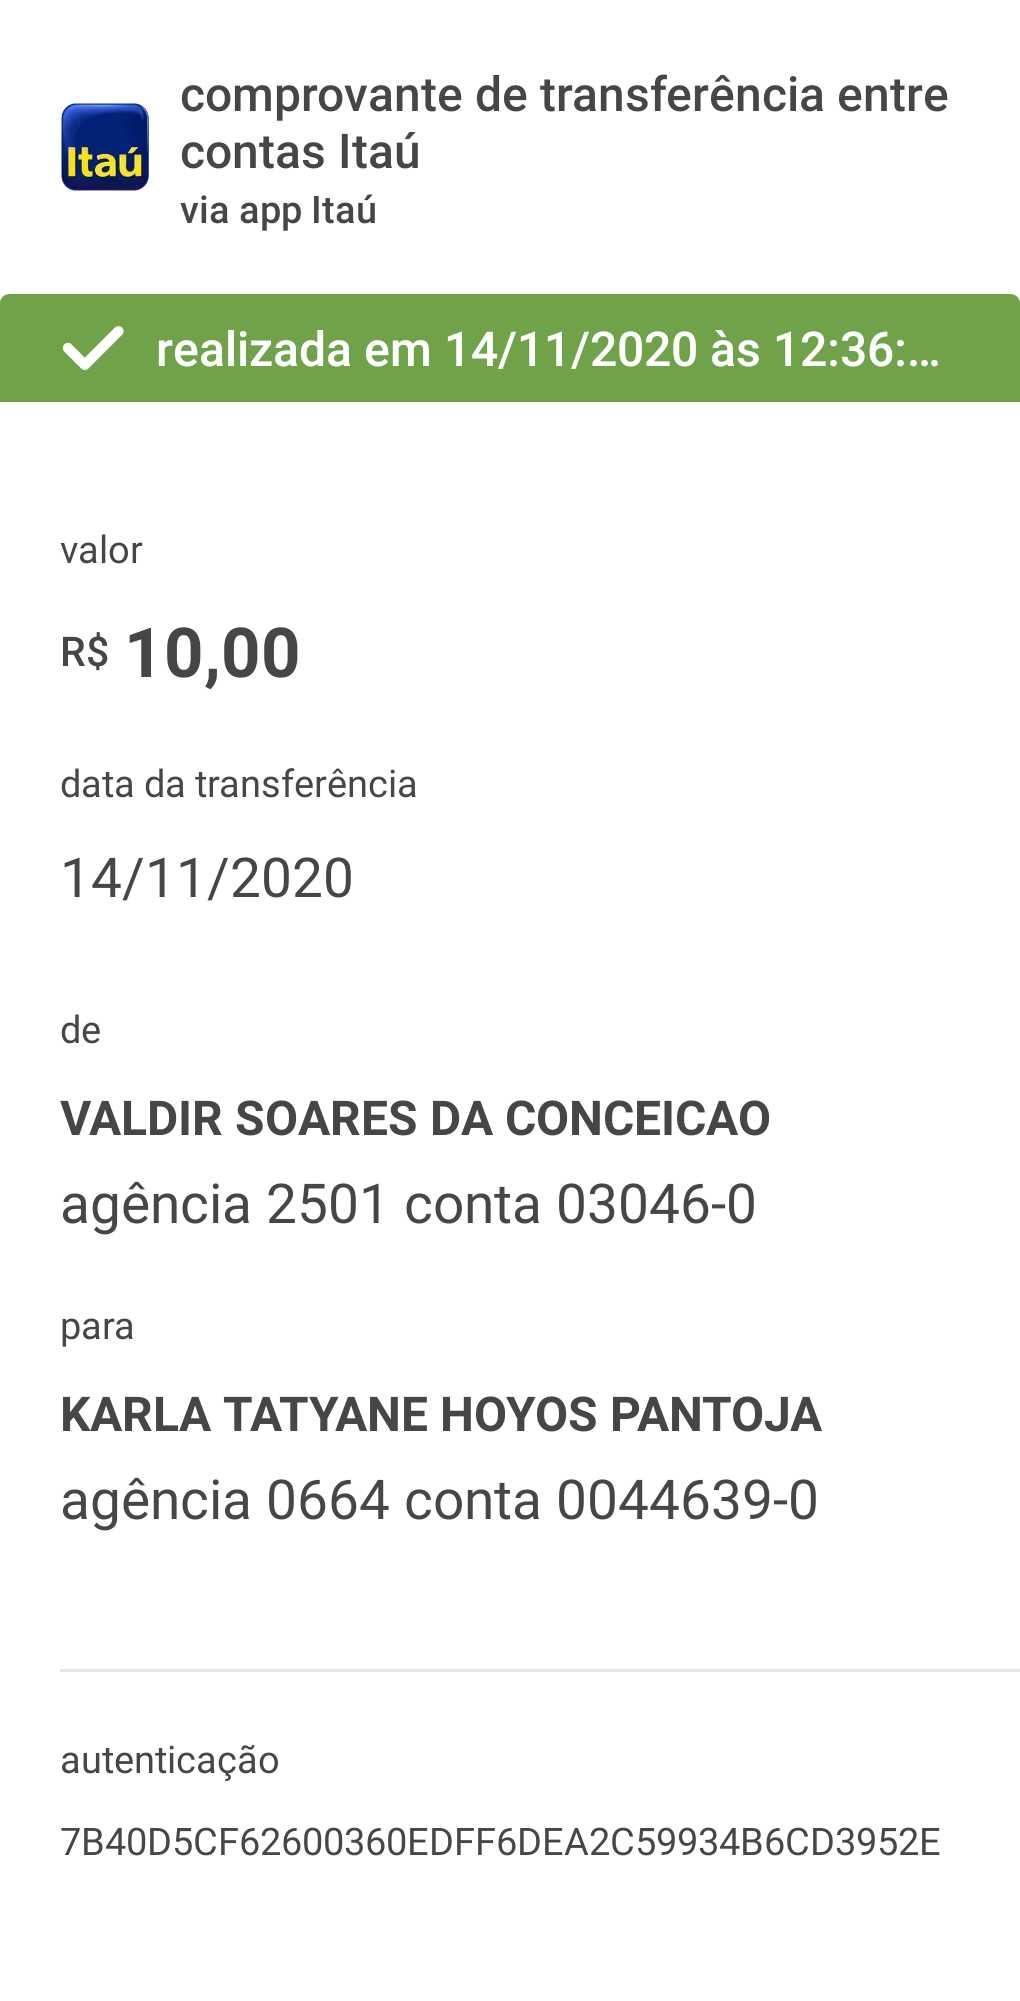 comprovante de transferência entre
contas Itaú
Itaú
via app Itaú
realizada em 14/11/2020 às 12:36:...
valor
R$ 10,00
data da transferência
14/11/2020
de
VALDIR SOARES DA CONCEICAO
agência 2501 conta 03046-0
para
KARLA TATYANE HOYOS PANTOJA
agência 0664 conta 0044639-0
autenticação
7B40D5CF62600360EDFF6DEA2C59934B6CD3952E